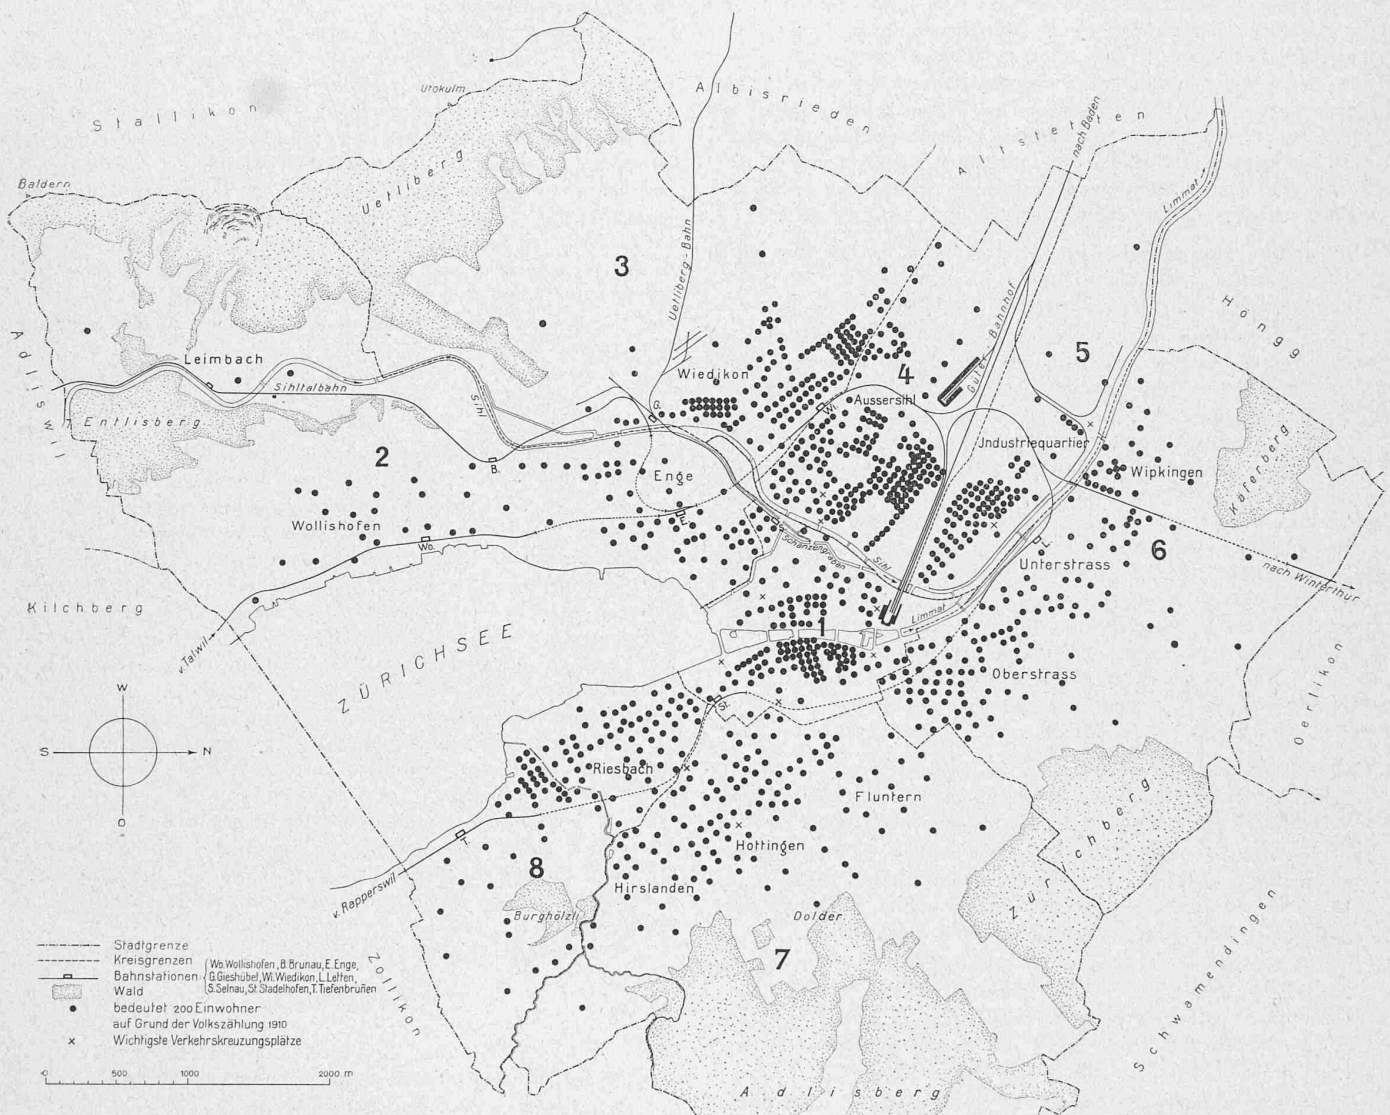 Utokulm
Albisrieden
Stallikon
Altstetten
nach Baden
Uetliberg
Baldern
Limmat
Uetliberg-Bahn
3
Höngg
Güter Bahnhof
5
Adliswil
Leimbach
Sihltalbahn
Sihl
Wiedikon
4
Aussersihl
G.
Wi.
Entlisberg
Industriequartier
Käferberg
2
B.
Enge
Wipkingen
Wollishofen
E.
S.
Wo.
Schanzengraben
Sihl
L.
6
Unterstrass
nach Winterthur
Kilchberg
v. Talwil
ZÜRICHSEE
1
Limmat
Oberstrass
Oerlikon
W
S N
O
St.
Riesbach
Fluntern
Zürichberg
T.
Hottingen
8
v. Rapperswil
Hirslanden
Burghölzli
Dolder
7
Zollikon
Schwamendingen
Adlisberg
Stadtgrenze
Kreisgrenzen
Bahnstationen
Wo. Wollishofen, B. Brunau, E. Enge,
G. Gieshübel, Wi. Wiedikon, L. Letten,
S. Selnau, St. Stadelhofen, T. Tiefenbrunen
Wald
bedeutet 200 Einwohner
auf Grund der Volkszählung 1910
x Wichtigste Verkehrskreuzungsplätze
0 500 1000 2000 m